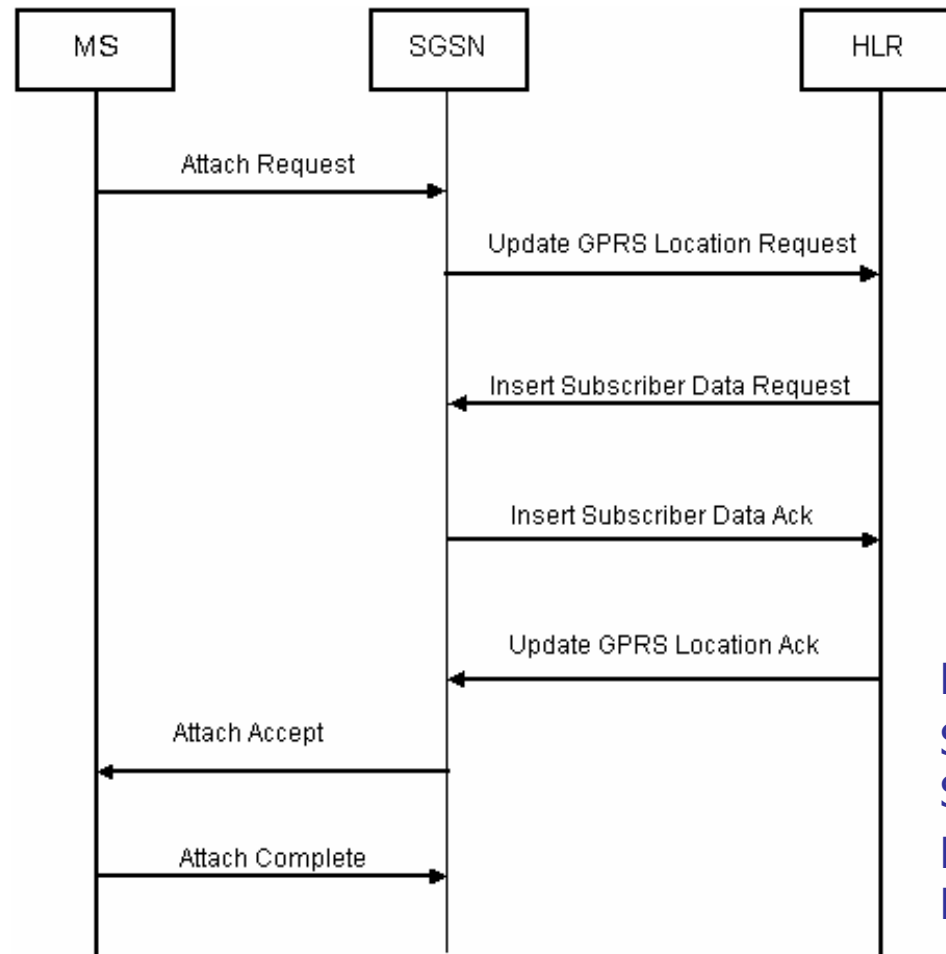 MS
SGSN
HLR
Attach Request
Update GPRS Location Request
Insert Subscriber Data Request
Insert Subscriber Data Ack
Update GPRS Location Ack
Attach Accept
Attach Complete